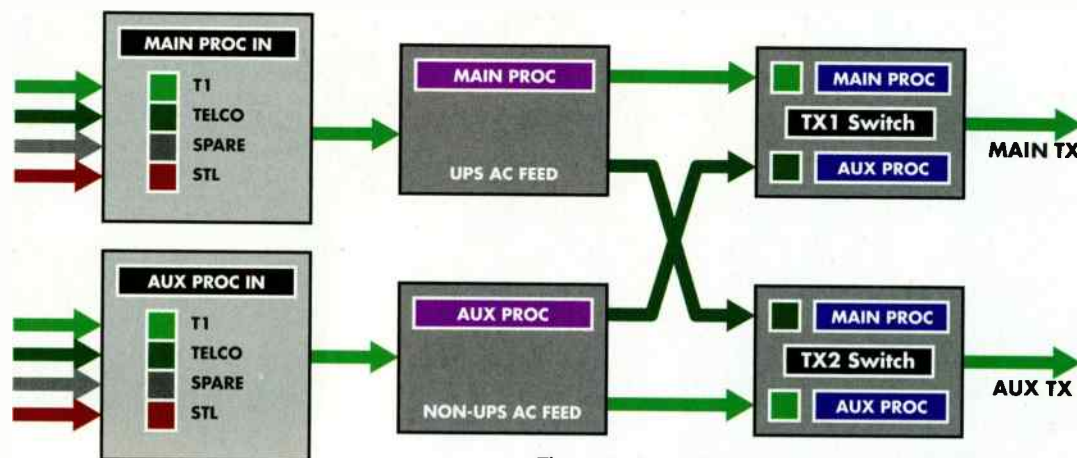 MAIN PROC IN
T1
TELCO
SPARE
STL
MAIN PROC
UPS AC FEED
MAIN PROC
TX1 Switch
AUX PROC
MAIN TX
AUX PROC IN
T1
TELCO
SPARE
STL
AUX PROC
NON-UPS AC FEED
MAIN PROC
TX2 Switch
AUX PROC
AUX TX